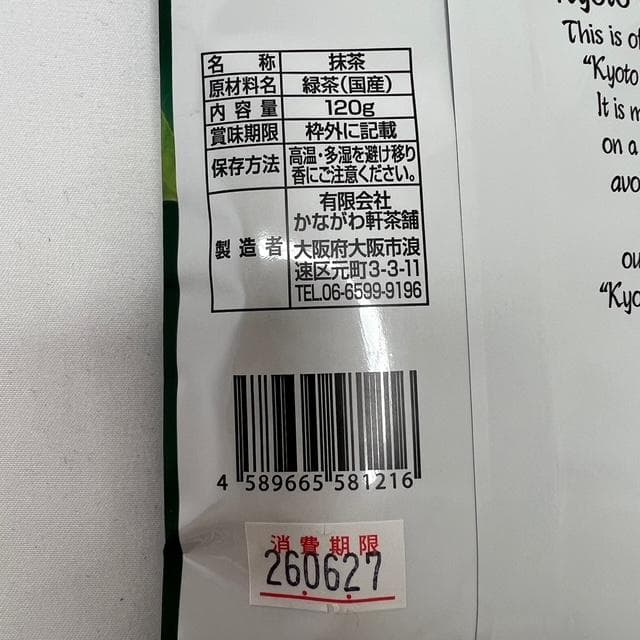 名称 抹茶
原材料名 緑茶(国産)
内容量 120g
賞味期限 枠外に記載
保存方法 高温・多湿を避け移り
香にご注意ください。
製造者 有限会社
かながわ軒茶舗
大阪府大阪市浪
速区元町3-3-11
TEL.06-6599-9196
4 589665 581216
消費期限
260627
This is of
“Kyoto
It is m
on a
avo
ou
“Kyo